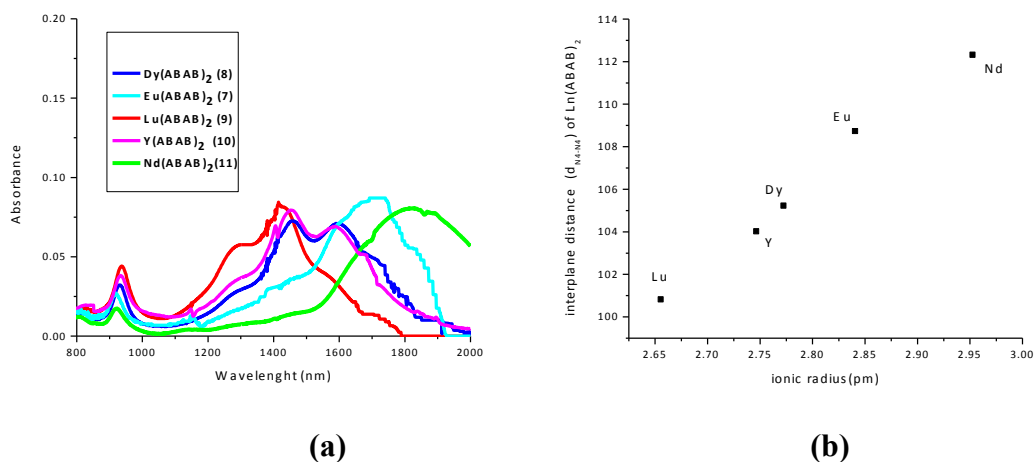 0.20
0.15
0.10
0.05
0.00
Absorbance
Dy(ABAB)2 (8)
Eu(ABAB)2 (7)
Lu(ABAB)2 (9)
Y(ABAB)2 (10)
Nd(ABAB)2(11)
800 1000 1200 1400 1600 1800 2000
Wavelenght (nm)
(a)
114
112
110
108
106
104
102
100
interplane distance (dN4-N4) of Ln(ABAB)2
Nd
Eu
Dy
Y
Lu
2.65 2.70 2.75 2.80 2.85 2.90 2.95 3.00
ionic radius(pm)
(b)